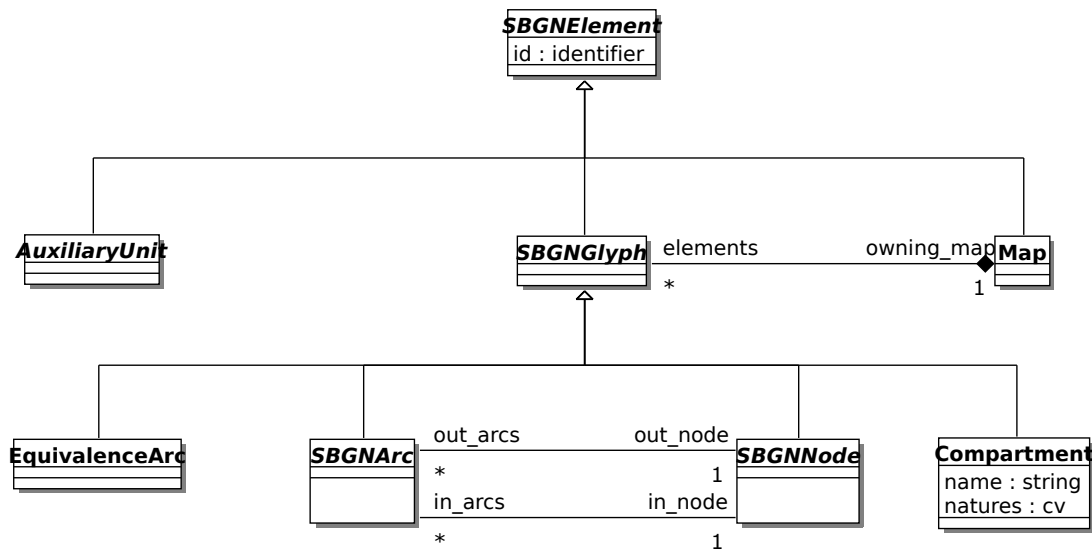 SBGNElement
id : identifier
AuxiliaryUnit
SBGNGlyph
elements
owning_map
Map
*
1
EquivalenceArc
SBGNArc
out_arcs
out_node
SBGNNode
Compartment
*
1
name : string
natures : cv
in_arcs
in_node
*
1